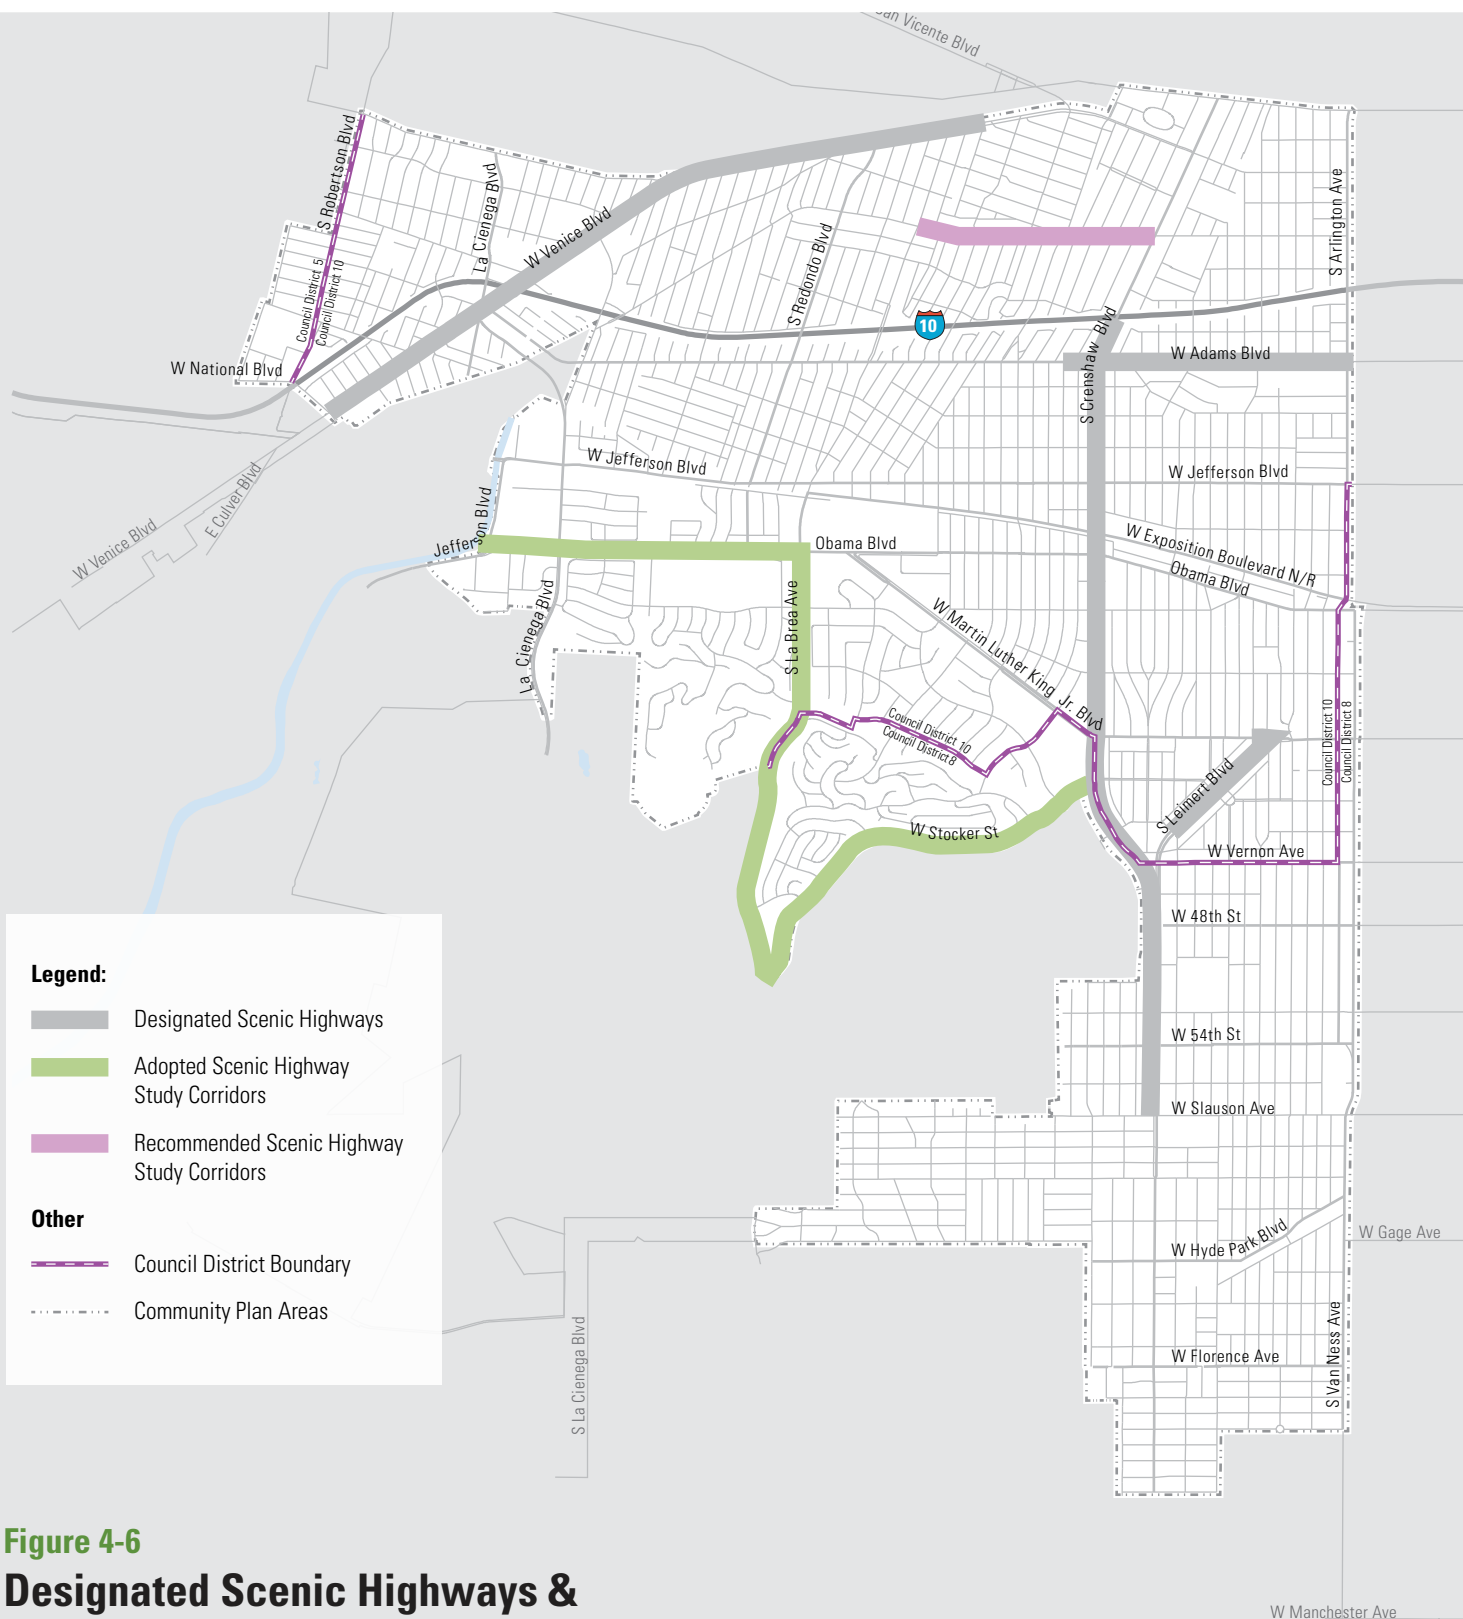 San Vicente Blvd
S Robertson Blvd
La Cienega Blvd
W Venice Blvd
S Redondo Blvd
S Arlington Ave
Council District 5
Council District 10
10
S Crenshaw Blvd
W Adams Blvd
W National Blvd
W Jefferson Blvd
W Jefferson Blvd
E Culver Blvd
W Venice Blvd
Jefferson Blvd
Obama Blvd
W Exposition Boulevard N/R
Obama Blvd
La Cienega Blvd
S La Brea Ave
W Martin Luther King Jr. Blvd
Council District 10
Council District 8
Council District 10
Council District 8
S Leimert Blvd
W Stocker St
W Vernon Ave
W 48th St
W 54th St
W Slauson Ave
W Hyde Park Blvd
W Gage Ave
S La Cienega Blvd
W Florence Ave
S Van Ness Ave
W Manchester Ave
Legend:
Designated Scenic Highways
Adopted Scenic Highway
Study Corridors
Recommended Scenic Highway
Study Corridors
Other
Council District Boundary
Community Plan Areas
Figure 4-6
Designated Scenic Highways &